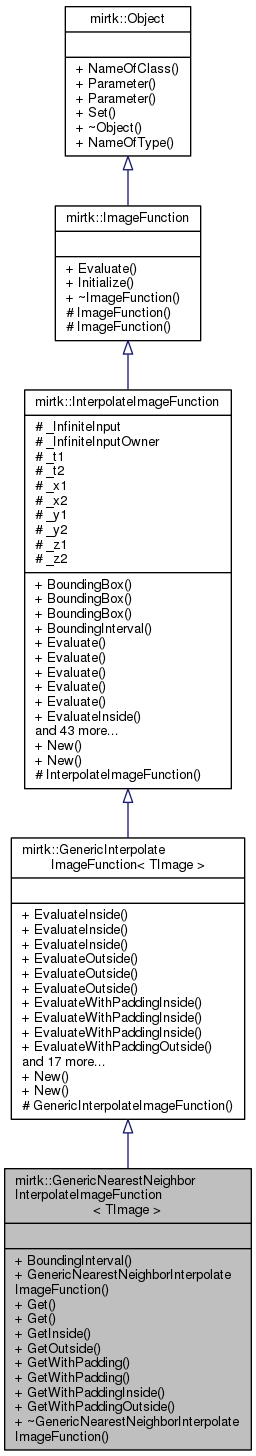 mirtk::Object
+ NameOfClass()
+ Parameter()
+ Parameter()
+ Set()
+ ~Object()
+ NameOfType()
mirtk::ImageFunction
+ Evaluate()
+ Initialize()
+ ~ImageFunction()
# ImageFunction()
# ImageFunction()
mirtk::InterpolateImageFunction
# _InfiniteInput
# _InfiniteInputOwner
# _t1
# _t2
# _x1
# _x2
# _y1
# _y2
# _z1
# _z2
+ BoundingBox()
+ BoundingBox()
+ BoundingBox()
+ BoundingInterval()
+ Evaluate()
+ Evaluate()
+ Evaluate()
+ Evaluate()
+ Evaluate()
+ EvaluateInside()
and 43 more...
+ New()
+ New()
# InterpolateImageFunction()
mirtk::GenericInterpolate
ImageFunction< TImage >
+ EvaluateInside()
+ EvaluateInside()
+ EvaluateInside()
+ EvaluateOutside()
+ EvaluateOutside()
+ EvaluateOutside()
+ EvaluateWithPaddingInside()
+ EvaluateWithPaddingInside()
+ EvaluateWithPaddingInside()
+ EvaluateWithPaddingOutside()
and 17 more...
+ New()
+ New()
# GenericInterpolateImageFunction()
mirtk::GenericNearestNeighbor
InterpolateImageFunction
< TImage >
+ BoundingInterval()
+ GenericNearestNeighborInterpolate
ImageFunction()
+ Get()
+ Get()
+ GetInside()
+ GetOutside()
+ GetWithPadding()
+ GetWithPadding()
+ GetWithPaddingInside()
+ GetWithPaddingOutside()
+ ~GenericNearestNeighborInterpolate
ImageFunction()